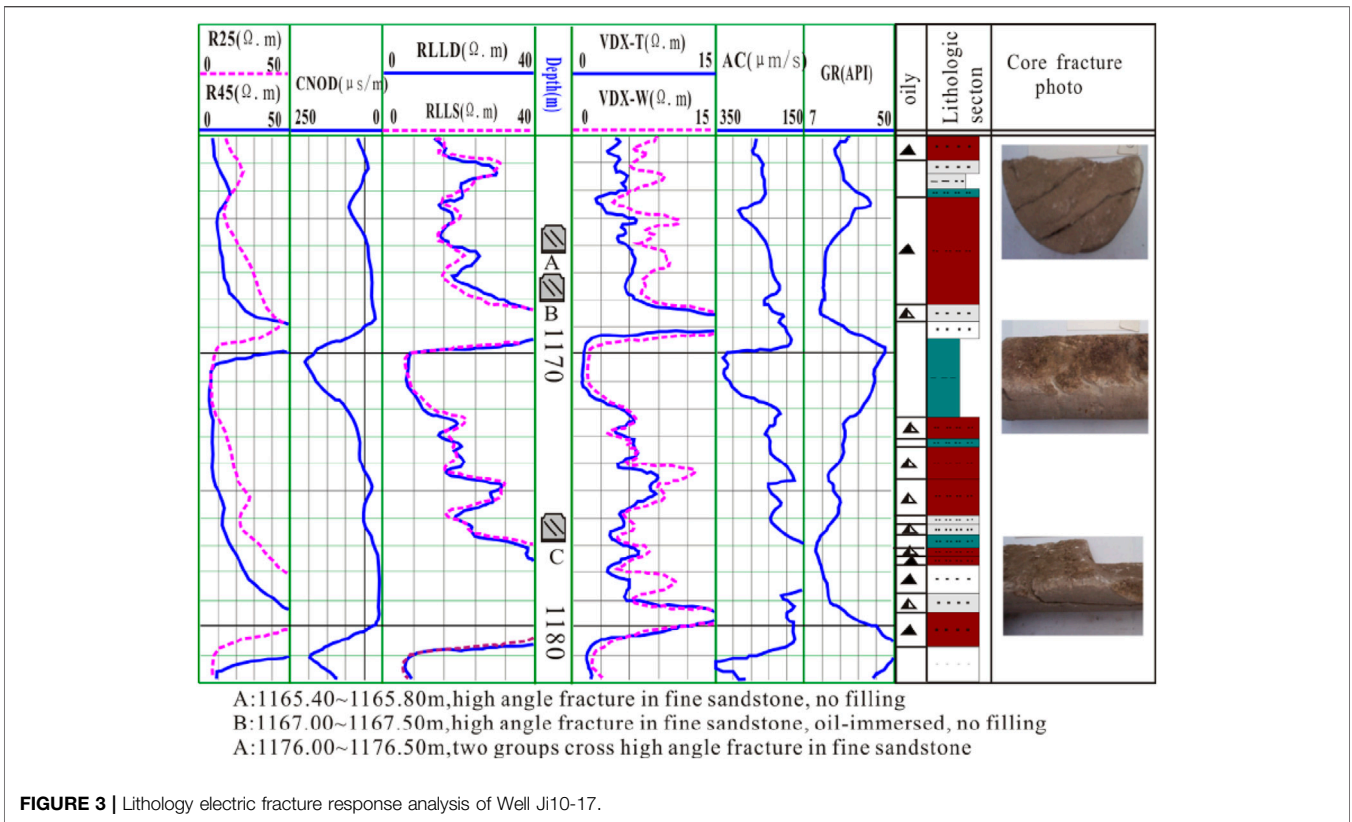 R25(Ω. m)
0 50
R45(Ω. m)
0 50
CNOD(μs/m)
250 0
0 RLLD(Ω. m) 40
0 RLLS(Ω. m) 40
Depth(m)
VDX-T(Ω. m)
0 15
VDX-W(Ω. m)
0 15
AC(μm/s)
350 150
GR(API)
7 50
oily
Lithologic
secton
Core fracture
photo
A
B
1170
C
1180
A:1165.40~1165.80m,high angle fracture in fine sandstone, no filling
B:1167.00~1167.50m,high angle fracture in fine sandstone, oil-immersed, no filling
A:1176.00~1176.50m,two groups cross high angle fracture in fine sandstone
FIGURE 3 | Lithology electric fracture response analysis of Well Ji10-17.